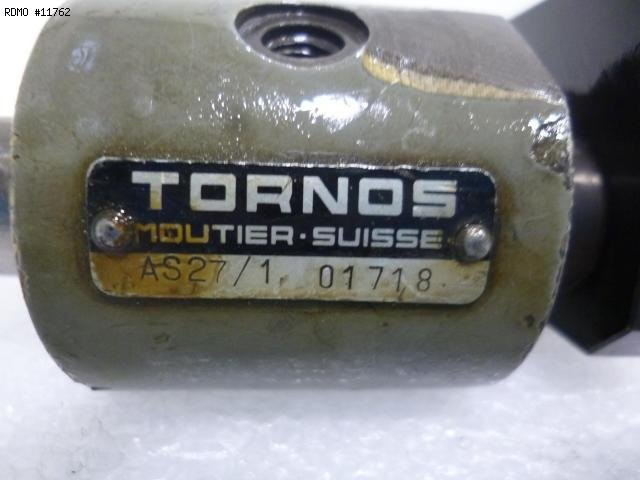 RDMO #11762
TORNOS
MOUTIER·SUISSE
AS27/1 01718